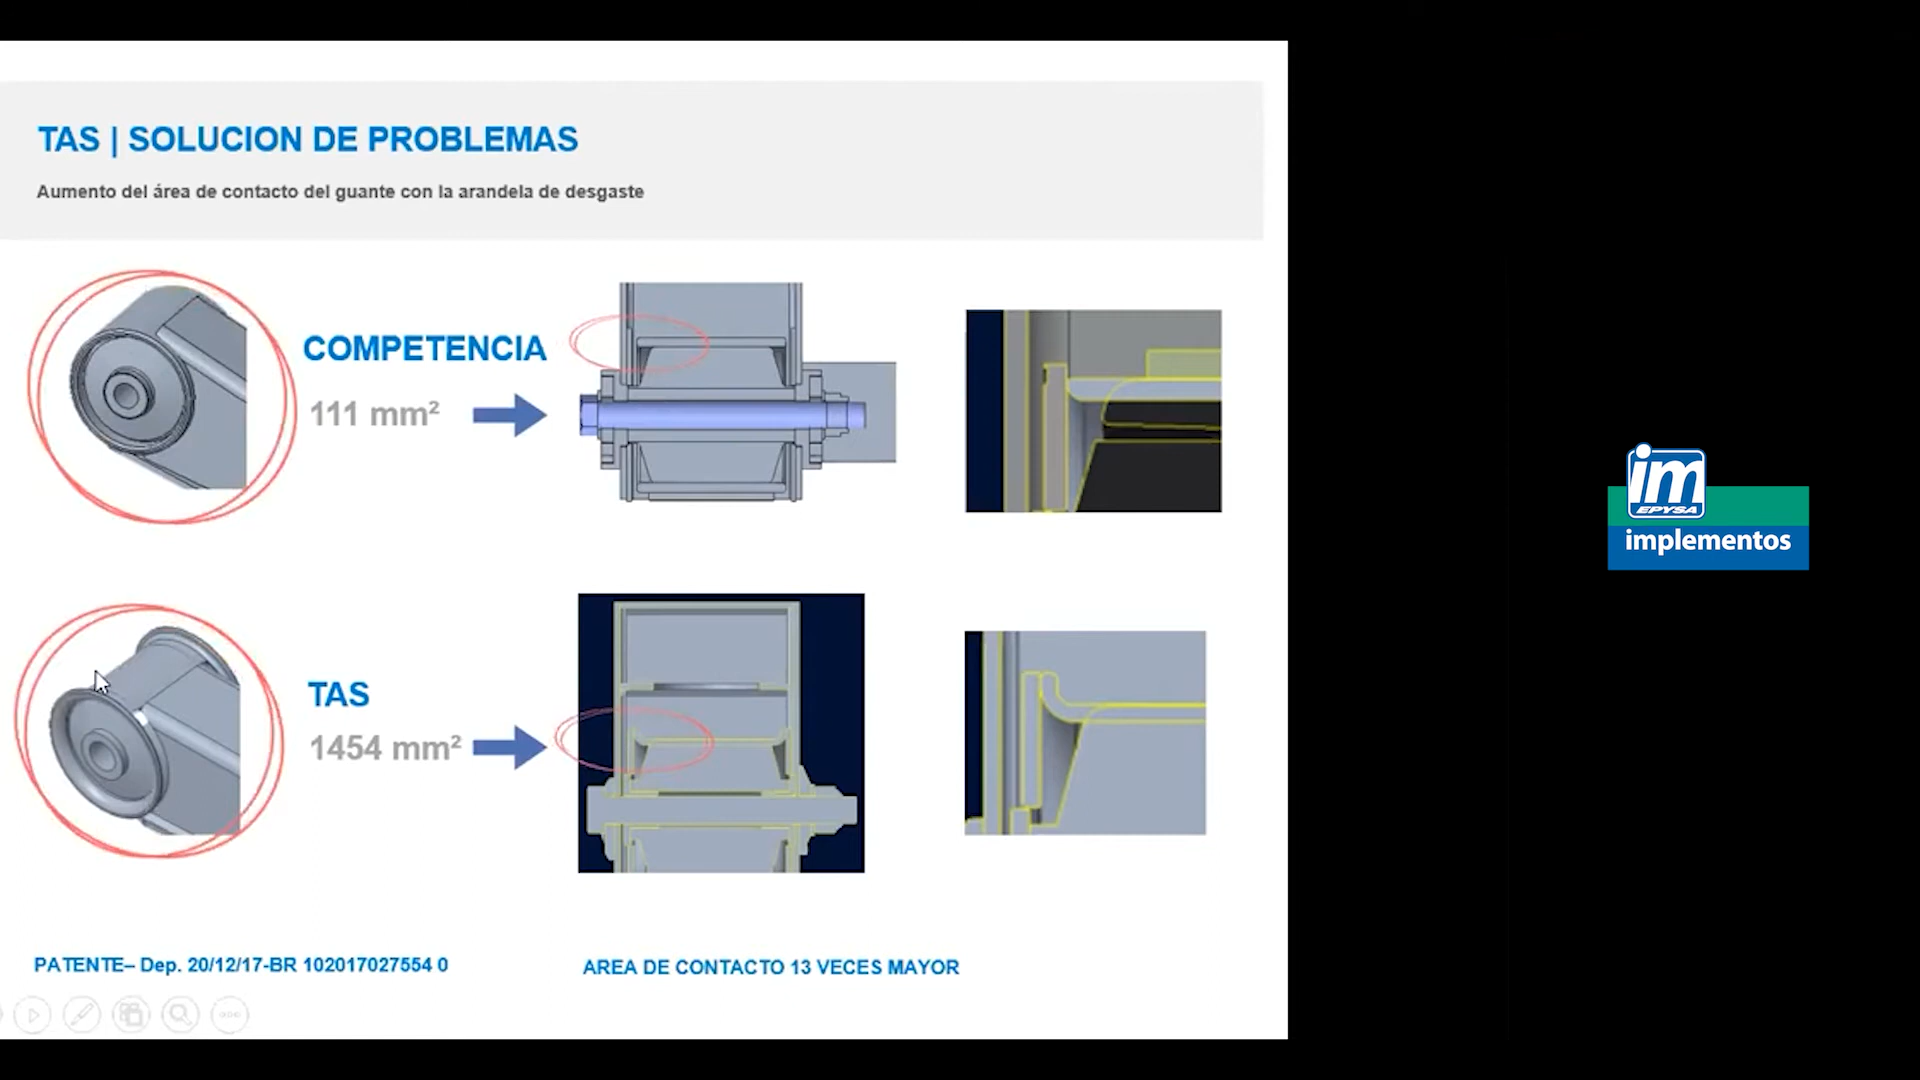 TAS | SOLUCION DE PROBLEMAS
Aumento del área de contacto del guante con la arandela de desgaste
COMPETENCIA
111 mm²
TAS
1454 mm²
PATENTE– Dep. 20/12/17-BR 102017027554 0
AREA DE CONTACTO 13 VECES MAYOR
im
EPYSA
implementos